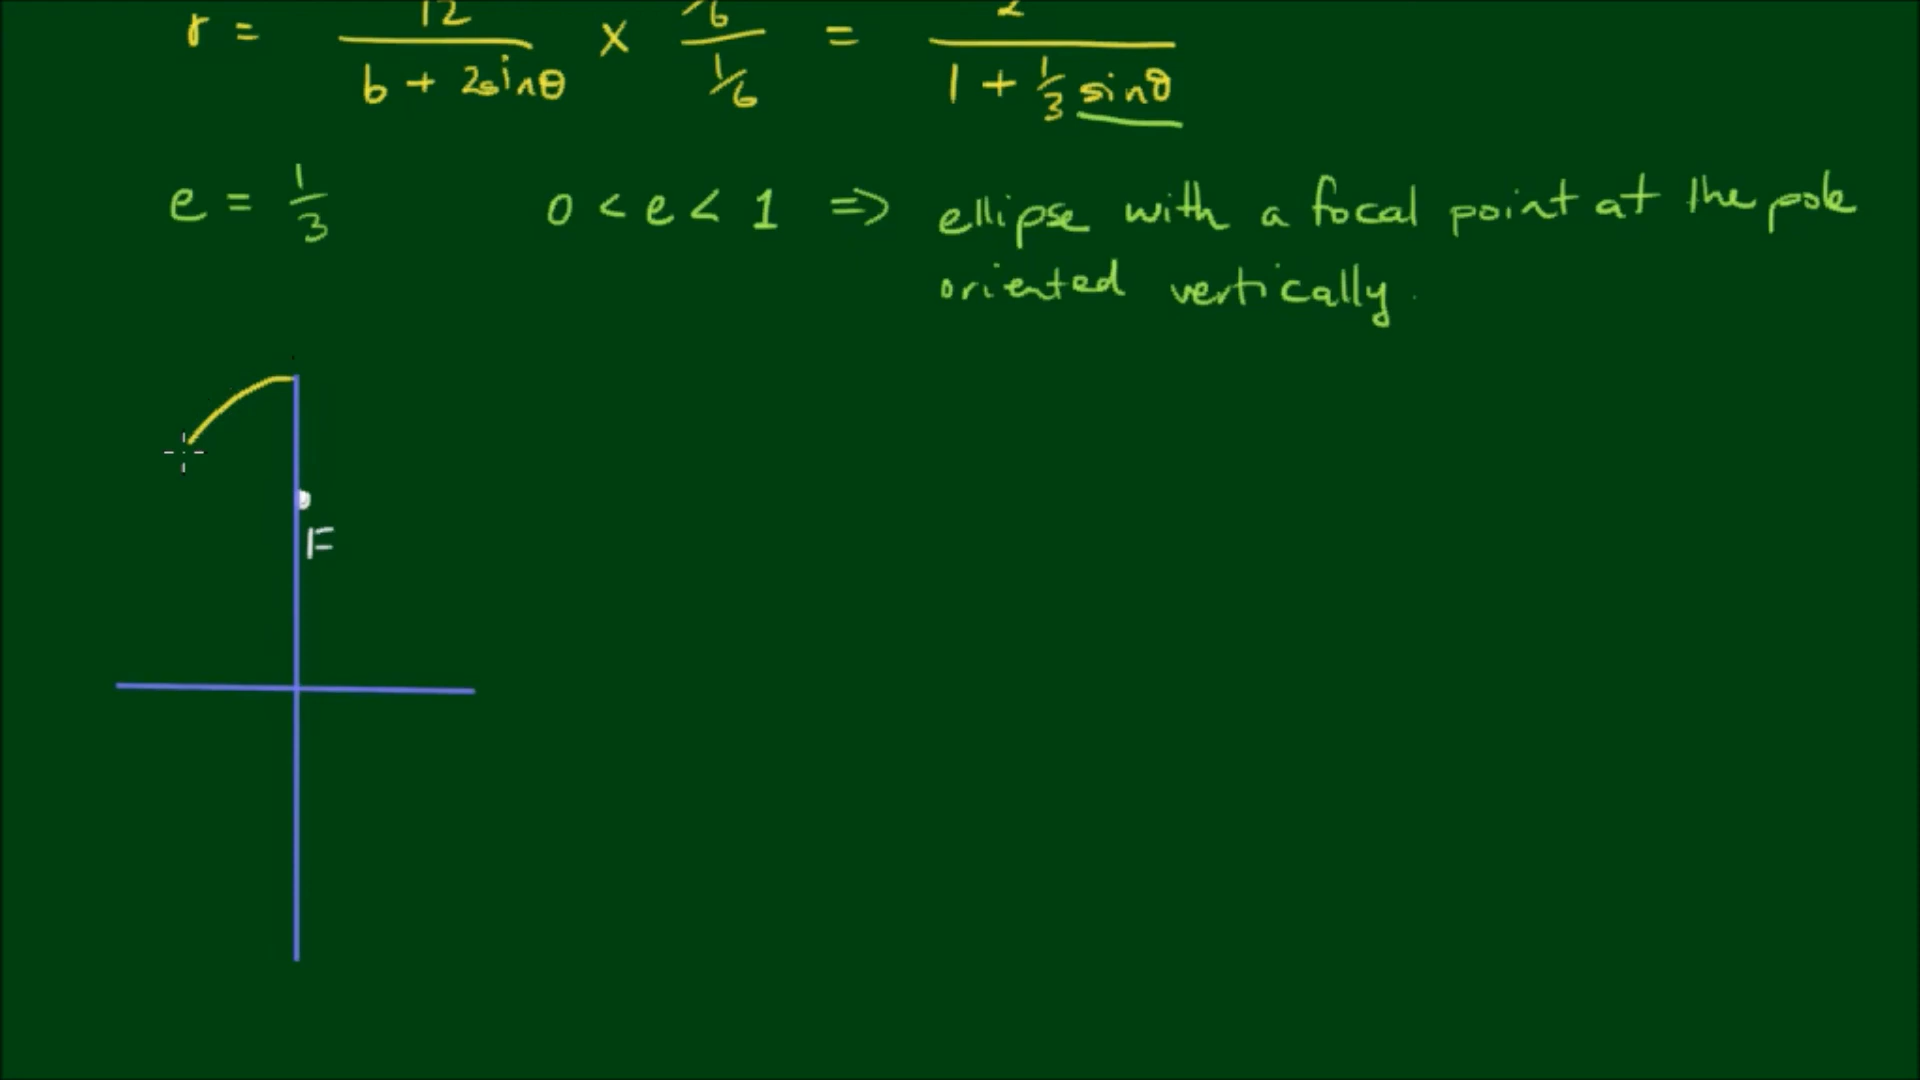 r = 12 / (6 + 2sinθ) × (1/6) / (1/6) = 2 / (1 + 1/3 sinθ)
e = 1/3 0 < e < 1 ⇒ ellipse with a focal point at the pole
oriented vertically.
F